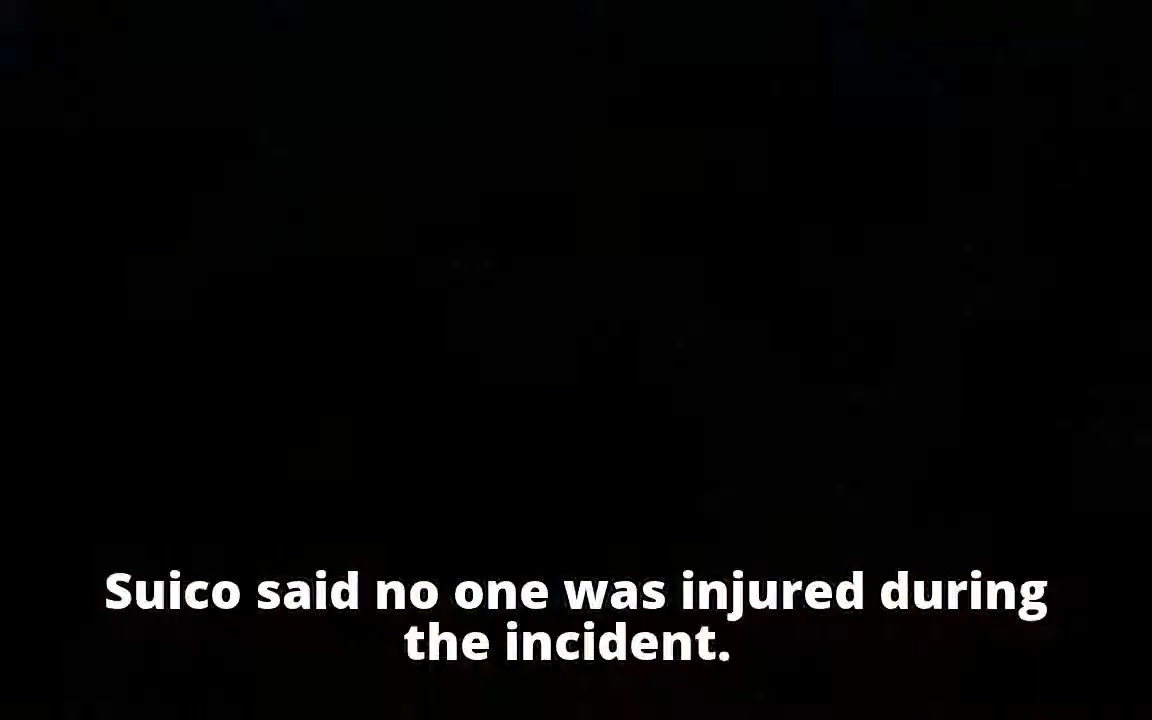 Suico said no one was injured during
the incident.